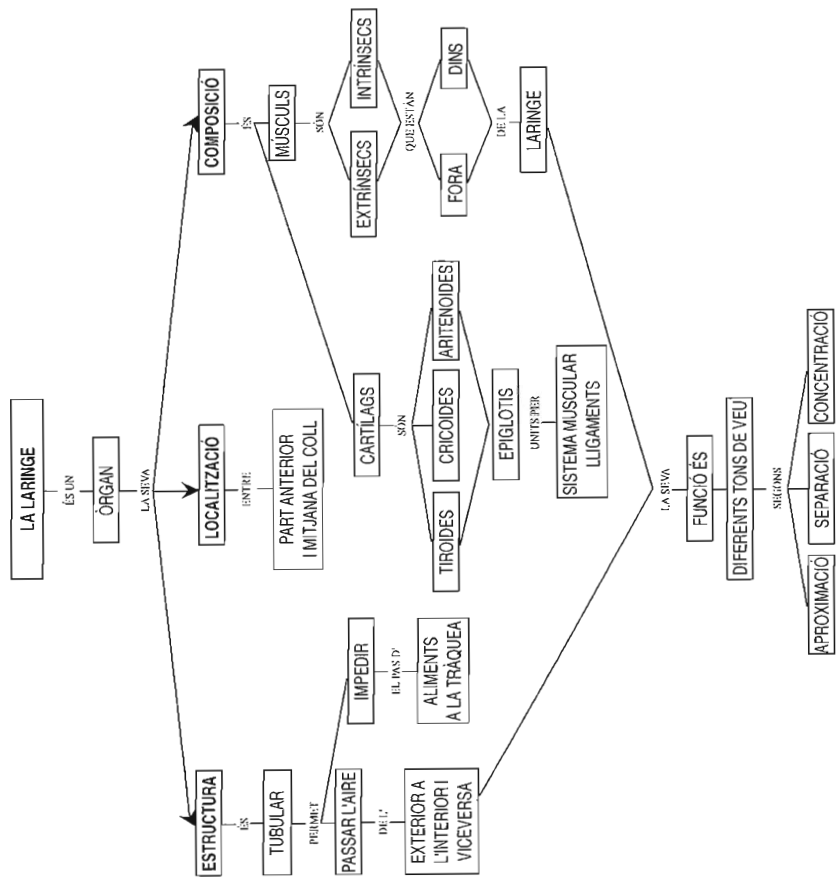 LA LARINGE
ÉS UN
ÒRGAN
LA SEVA
ESTRUCTURA
ÉS
TUBULAR
PERMET
PASSAR L'AIRE
DE L'
EXTERIOR A
L'INTERIOR I
VICEVERSA
IMPEDIR
EL PAS D'
ALIMENTS
A LA TRÀQUEA
LOCALITZACIÓ
ENTRE
PART ANTERIOR
I MITJANA DEL COLL
COMPOSICIÓ
ÉS
CARTÍLAGS
SÓN
TIROIDES
CRICOIDES
ARITENOIDES
EPIGLOTIS
UNITS PER
SISTEMA MUSCULAR
LLIGAMENTS
MÚSCULS
SÓN
EXTRÍNSECS
INTRÍNSECS
QUE ESTÁN
FORA
DINS
DE LA
LARINGE
LA SEVA
FUNCIÓ ÉS
DIFERENTS TONS DE VEU
SEGONS
APROXIMACIÓ
SEPARACIÓ
CONCENTRACIÓ